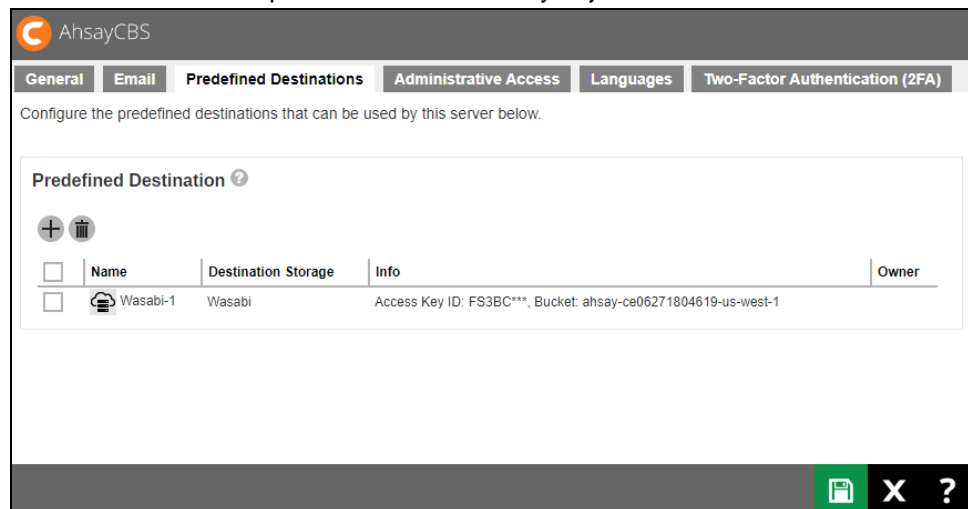 AhsayCBS
General Email Predefined Destinations Administrative Access Languages Two-Factor Authentication (2FA)
Configure the predefined destinations that can be used by this server below.
Predefined Destination ?
Name Destination Storage Info Owner
Wasabi-1 Wasabi Access Key ID: FS3BC***, Bucket: ahsay-ce06271804619-us-west-1
X ?